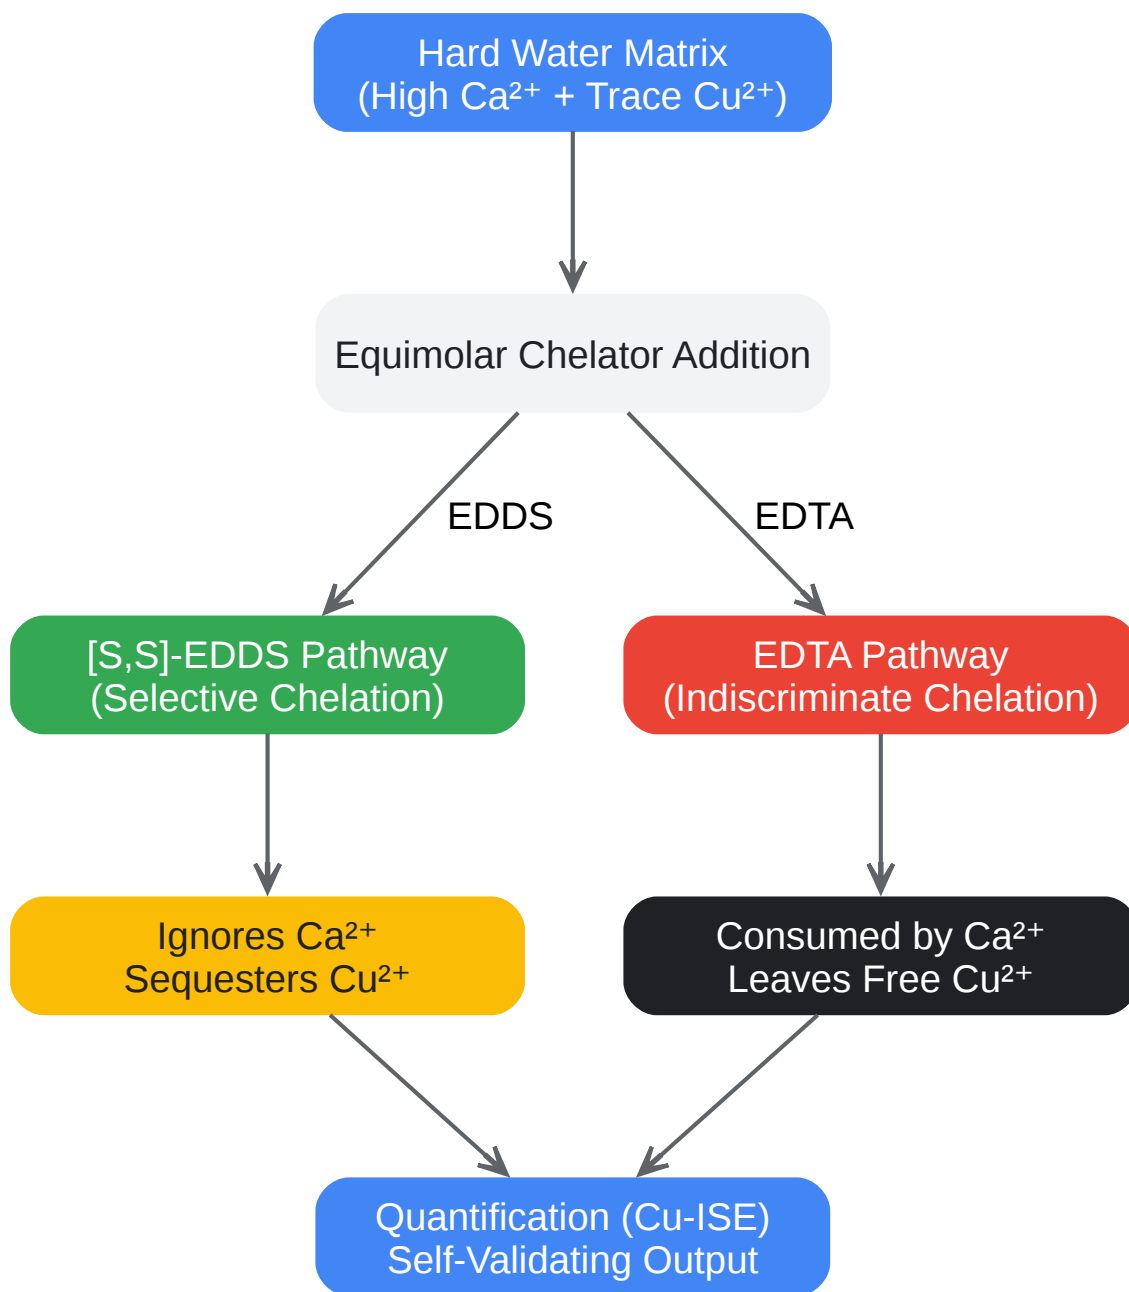 Hard Water Matrix
(High Ca²⁺ + Trace Cu²⁺)
Equimolar Chelator Addition
EDDS
EDTA
[S,S]-EDDS Pathway
(Selective Chelation)
EDTA Pathway
(Indiscriminate Chelation)
Ignores Ca²⁺
Sequesters Cu²⁺
Consumed by Ca²⁺
Leaves Free Cu²⁺
Quantification (Cu-ISE)
Self-Validating Output